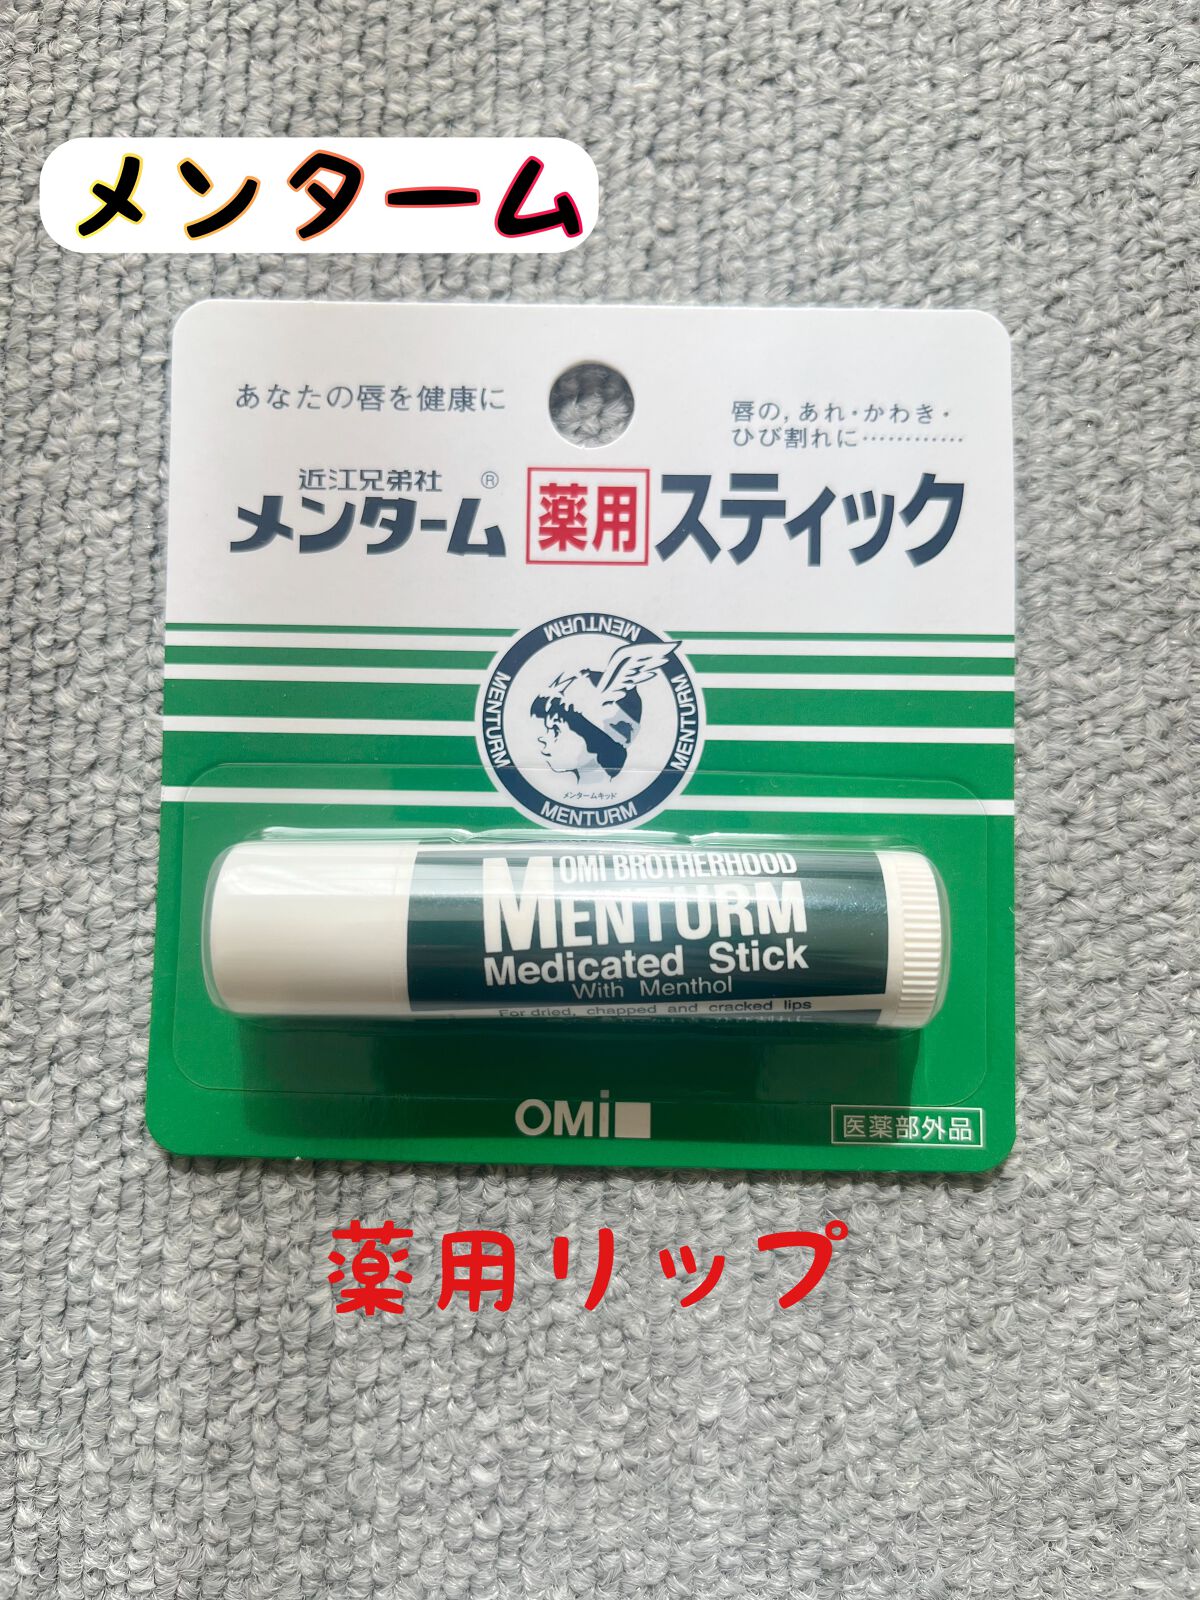 メンターム
あなたの唇を健康に
唇の,あれ・かわき・
ひび割れに…………
近江兄弟社 ®
メンターム 薬用 スティック
MENTURM
MENTURM
MENTURM
メンタームキッド
MENTURM
OMI BROTHERHOOD
MENTURM
Medicated Stick
With Menthol
For dried, chapped and cracked lips
OMI
医薬部外品
薬用リップ